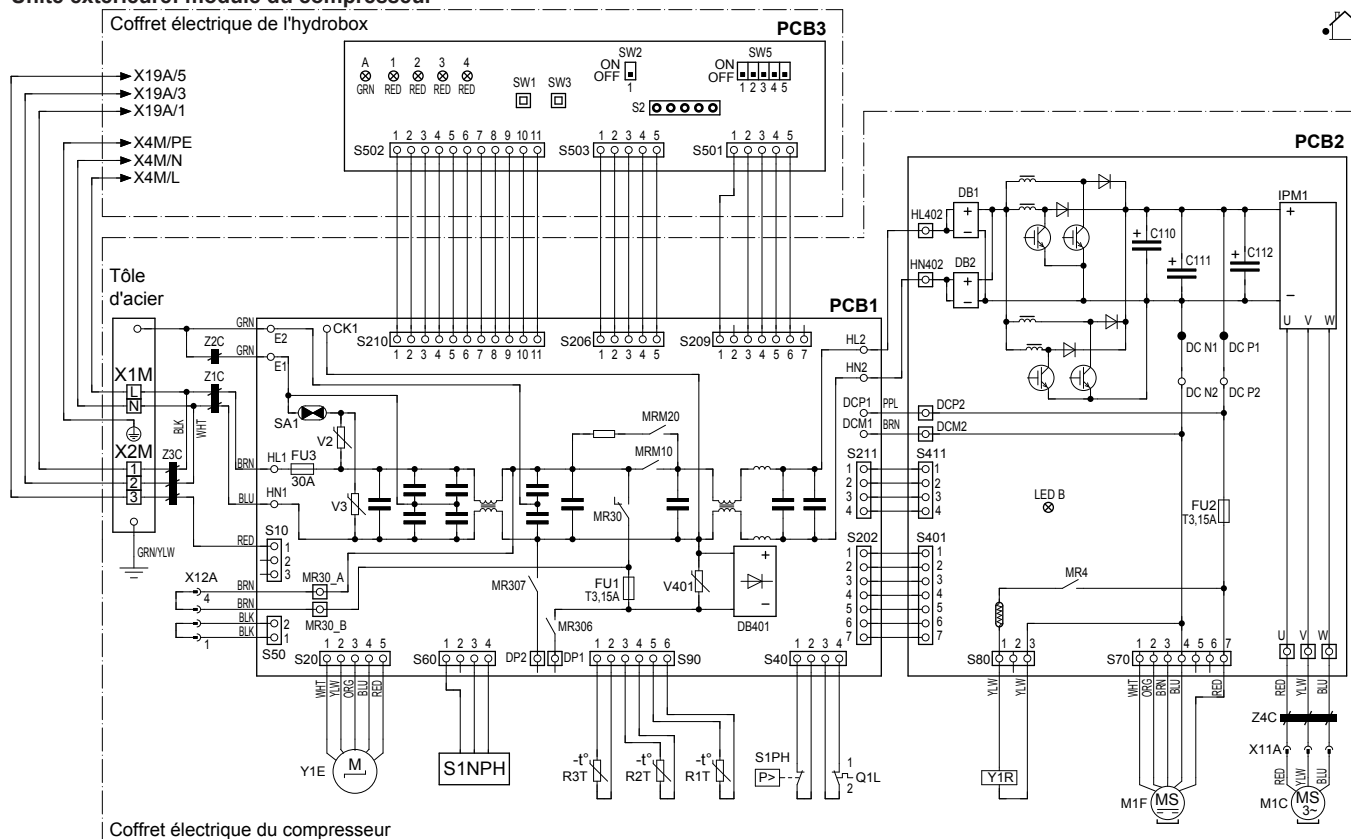 Unité extérieure: module du compresseur
Coffret électrique de l'hydrobox
PCB3
X19A/5
X19A/3
X19A/1
X4M/PE
X4M/N
X4M/L
A 1 2 3 4
GRN RED RED RED RED
SW1 SW3
SW2
ON
OFF
1
SW5
ON
OFF
1 2 3 4 5
S2
S502 1 2 3 4 5 6 7 8 9 10 11
S503 1 2 3 4 5
S501 1 2 3 4 5
PCB2
DB1
+
−
HL402
HN402
DB2
+
−
C110
+
C111
+
C112
+
IPM1
+
−
U V W
DC N1 DC P1
DC N2 DC P2
Tôle
d'acier
PCB1
GRN E2
CK1
GRN E1
S210 1 2 3 4 5 6 7 8 9 10 11
S206 1 2 3 4 5
S209 1 2 3 4 5 6 7
HL2
HN2
X1M
L
N
Z2C
Z1C
BLK
WHT
X2M
1
2
3
Z3C
SA1
V2
BRN HL1 FU3
30A
BLU HN1
V3
MRM20
MRM10
MR30
DCP1 PPL DCP2
DCM1 BRN DCM2
S211 S411
1 1
2 2
3 3
4 4
LED B
FU2
T3,15A
GRN/YLW
RED
S10
1
2
3
S202 S401
1 1
2 2
3 3
4 4
5 5
6 6
7 7
X12A
4
BRN MR30_A
BRN MR30_B
BLK
BLK
1
2
1
S50
MR307
MR306
FU1
T3,15A
V401
+
−
DB401
MR4
S20 1 2 3 4 5
S60 1 2 3 4
DP2 DP1
1 2 3 4 5 6 S90
S40 1 2 3 4
S80 1 2 3
S70 1 2 3 4 5 6 7
U V W
WHT YLW ORG BLU RED
YLW YLW
WHT ORG BRN BLU RED
RED YLW BLU
Z4C
X11A
RED YLW BLU
Y1E M
S1NPH
-t°
R3T
-t°
R2T
-t°
R1T
S1PH
P>
1
2
Q1L
Y1R
M1F MS
M1C MS
3~
Coffret électrique du compresseur